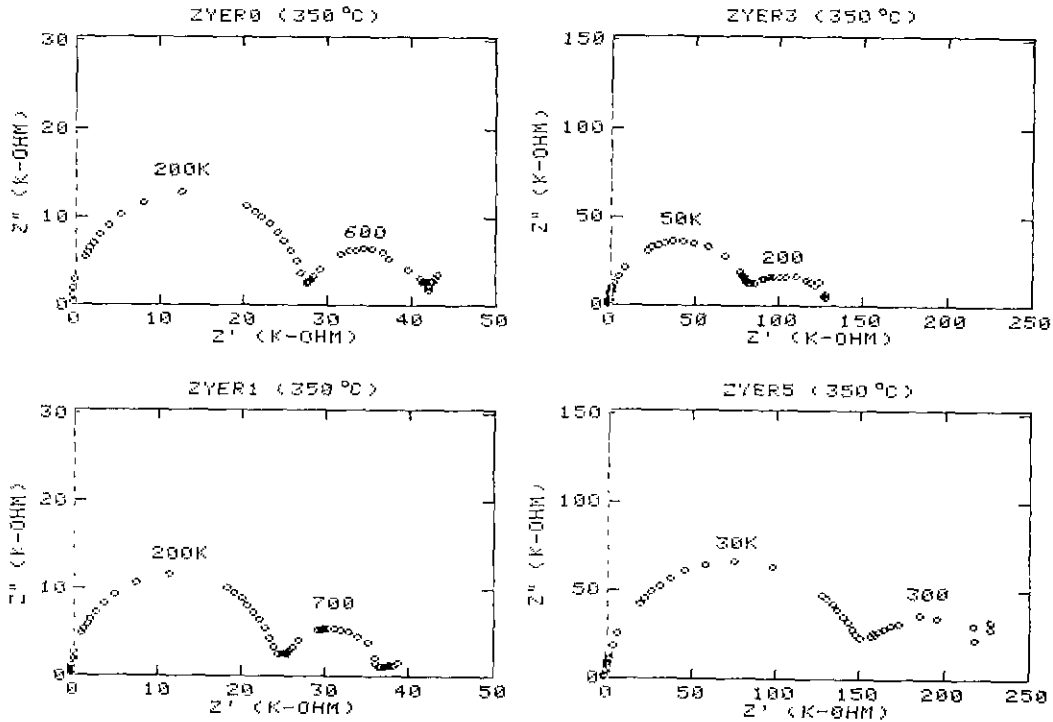 ZYER0 (350 °C)
30
20
10
0
Z" (K-OHM)
200K
600
0 10 20 30 40 50
Z' (K-OHM)
ZYER3 (350 °C)
150
100
50
0
Z" (K-OHM)
50K
200
0 50 100 150 200 250
Z' (K-OHM)
ZYER1 (350 °C)
30
20
10
0
Z" (K-OHM)
200K
700
0 10 20 30 40 50
Z' (K-OHM)
ZYER5 (350 °C)
150
100
50
0
Z" (K-OHM)
30K
300
0 50 100 150 200 250
Z' (K-OHM)